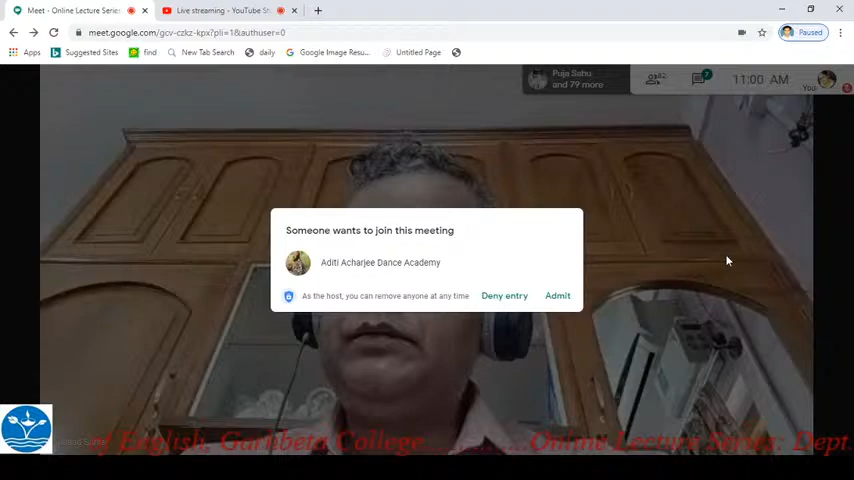 Meet - Online Lecture Series:
Live streaming - YouTube St
meet.google.com/gcv-czkz-kpx?pli=1&authuser=0
Paused
Apps
Suggested Sites
find
New Tab Search
daily
Google Image Resu...
Untitled Page
Puja Sahu
and 79 more
82
7
11:00 AM
You
Someone wants to join this meeting
Aditi Acharjee Dance Academy
As the host, you can remove anyone at any time
Deny entry
Admit
of English, Garhbeta College............Online Lecture Series: Dept.